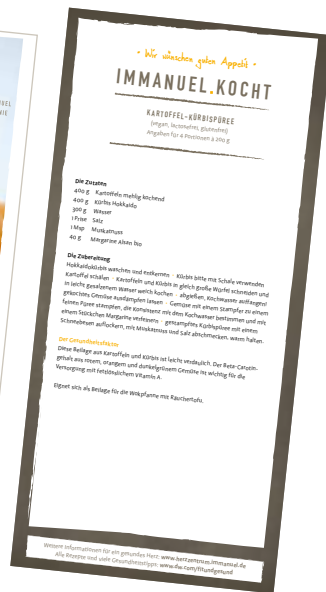 · Wir wünschen guten Appetit ·
IMMANUEL.KOCHT
KARTOFFEL-KÜRBISPÜREE
(vegan, lactosefrei, glutenfrei)
Angaben für 4 Portionen à 200 g
Die Zutaten
400 g Kartoffeln mehlig kochend
400 g Kürbis Hokkaido
300 g Wasser
1 Prise Salz
1 Msp Muskatnuss
40 g Margarine Alsan bio
Die Zubereitung
Hokkaidokürbis waschen und entkernen · Kürbis bitte mit Schale verwenden
Kartoffel schälen · Kartoffeln und Kürbis in gleich große Würfel schneiden und
in leicht gesalzenem Wasser weich kochen · abgießen, Kochwasser auffangen!
gekochtes Gemüse ausdampfen lassen · Gemüse mit einem Stampfer zu einem
feinen Püree stampfen, die Konsistenz mit dem Kochwasser bestimmen und mit
einem Stückchen Margarine verfeinern · gestampftes Kürbispüree mit einem
Schneebesen auflockern, mit Muskatnuss und Salz abschmecken, warm halten.
Der Gesundheitsfaktor
Diese Beilage aus Kartoffeln und Kürbis ist leicht verdaulich. Der Beta-Carotin-
gehalt aus rotem, orangem und dunkelgrünem Gemüse ist wichtig für die
Versorgung mit fettlöslichem Vitamin A.
Eignet sich als Beilage für die Wokpfanne mit Räuchertofu.
Weitere Informationen für ein gesundes Herz: www.herzzentrum.immanuel.de
Alle Rezepte und viele Gesundheitstipps: www.dw.com/fitundgesund